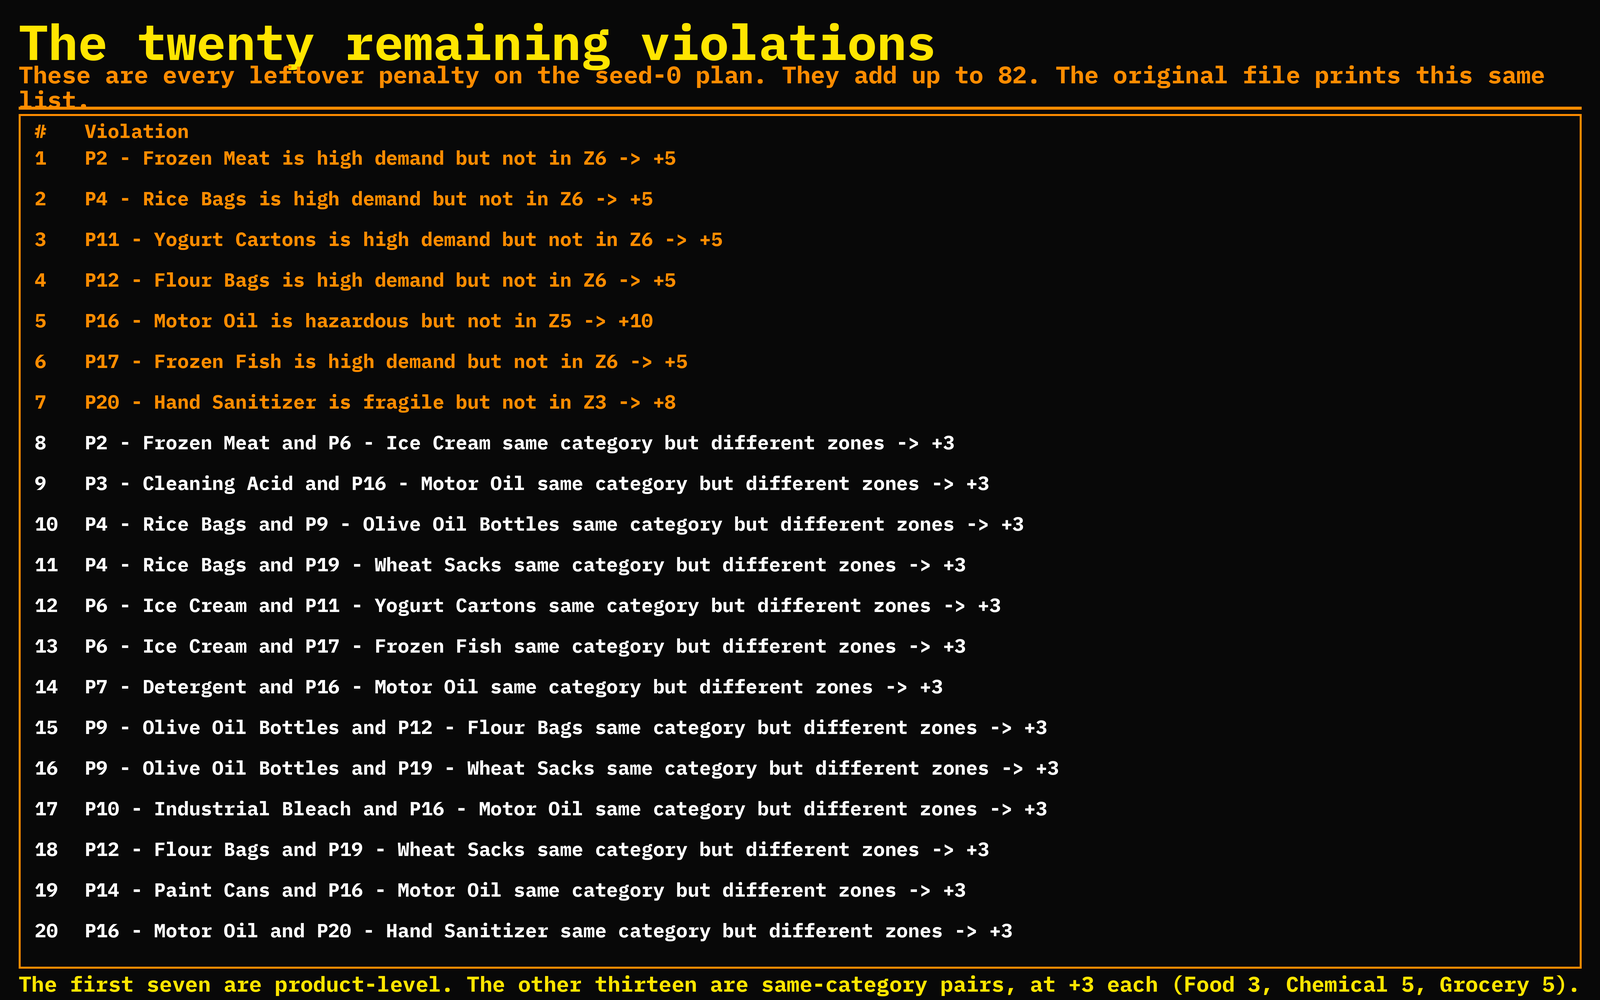 The twenty remaining violations
These are every leftover penalty on the seed-0 plan. They add up to 82. The original file prints this same
list.
# Violation
1 P2 - Frozen Meat is high demand but not in Z6 -> +5
2 P4 - Rice Bags is high demand but not in Z6 -> +5
3 P11 - Yogurt Cartons is high demand but not in Z6 -> +5
4 P12 - Flour Bags is high demand but not in Z6 -> +5
5 P16 - Motor Oil is hazardous but not in Z5 -> +10
6 P17 - Frozen Fish is high demand but not in Z6 -> +5
7 P20 - Hand Sanitizer is fragile but not in Z3 -> +8
8 P2 - Frozen Meat and P6 - Ice Cream same category but different zones -> +3
9 P3 - Cleaning Acid and P16 - Motor Oil same category but different zones -> +3
10 P4 - Rice Bags and P9 - Olive Oil Bottles same category but different zones -> +3
11 P4 - Rice Bags and P19 - Wheat Sacks same category but different zones -> +3
12 P6 - Ice Cream and P11 - Yogurt Cartons same category but different zones -> +3
13 P6 - Ice Cream and P17 - Frozen Fish same category but different zones -> +3
14 P7 - Detergent and P16 - Motor Oil same category but different zones -> +3
15 P9 - Olive Oil Bottles and P12 - Flour Bags same category but different zones -> +3
16 P9 - Olive Oil Bottles and P19 - Wheat Sacks same category but different zones -> +3
17 P10 - Industrial Bleach and P16 - Motor Oil same category but different zones -> +3
18 P12 - Flour Bags and P19 - Wheat Sacks same category but different zones -> +3
19 P14 - Paint Cans and P16 - Motor Oil same category but different zones -> +3
20 P16 - Motor Oil and P20 - Hand Sanitizer same category but different zones -> +3
The first seven are product-level. The other thirteen are same-category pairs, at +3 each (Food 3, Chemical 5, Grocery 5).